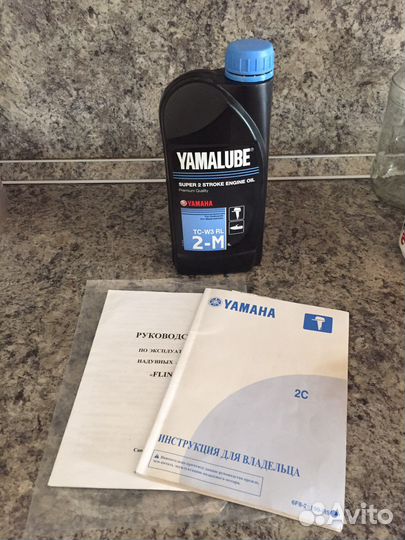 YAMALUBE®
SUPER 2 STROKE ENGINE OIL
Premium Quality
YAMAHA
TC-W3 RL
2-M
РУКОВОДС
ПО ЭКСПЛУАТ
НАДУВНЫХ
«FLIN
YAMAHA
2C
ИНСТРУКЦИЯ ДЛЯ ВЛАДЕЛЬЦА
Avito